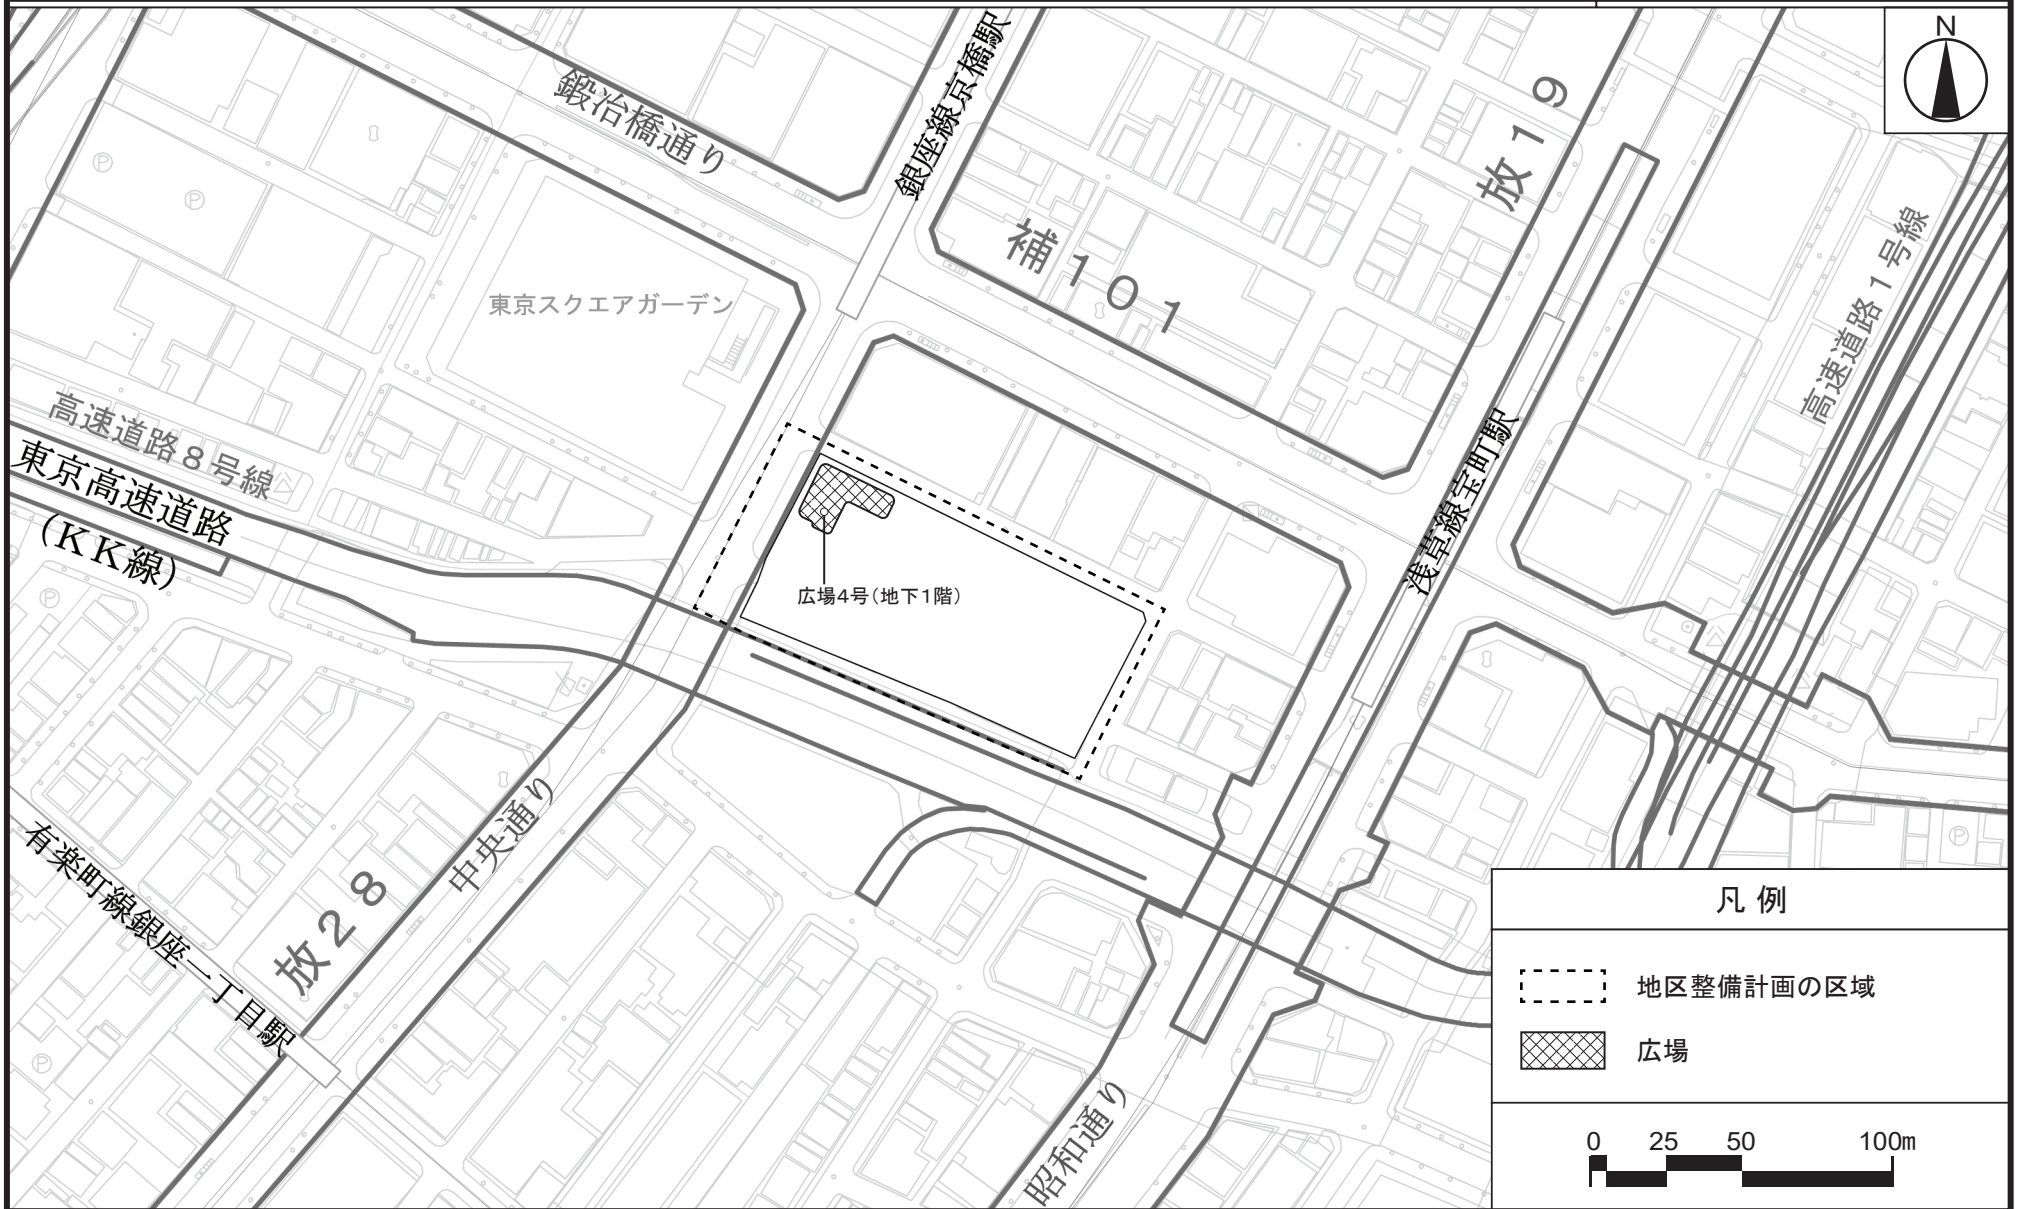 N
銀座線京橋駅
鍛冶橋通り
放19
補101
高速道路1号線
東京スクエアガーデン
高速道路8号線
東京高速道路
(KK線)
浅草線宝町駅
広場4号(地下1階)
中央通り
有楽町線銀座一丁目駅
放28
昭和通り
P
P
P
P
P
凡例
地区整備計画の区域
広場
0 25 50 100m